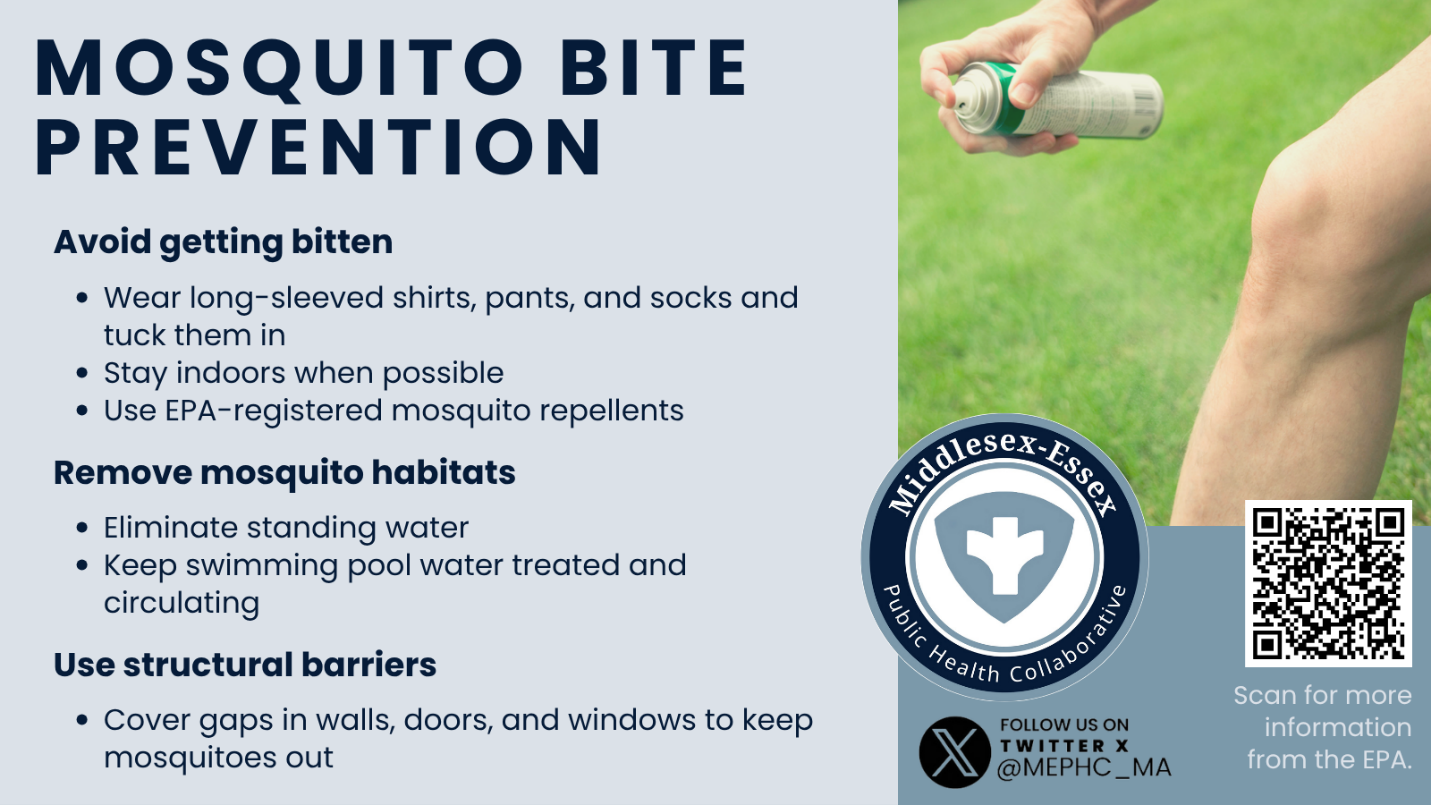 MOSQUITO BITE
PREVENTION
Avoid getting bitten
• Wear long-sleeved shirts, pants, and socks and
tuck them in
• Stay indoors when possible
• Use EPA-registered mosquito repellents
Remove mosquito habitats
• Eliminate standing water
• Keep swimming pool water treated and
circulating
Use structural barriers
• Cover gaps in walls, doors, and windows to keep
mosquitoes out
Middlesex-Essex
Public Health Collaborative
FOLLOW US ON
TWITTER X
@MEPHC_MA
Scan for more
information
from the EPA.